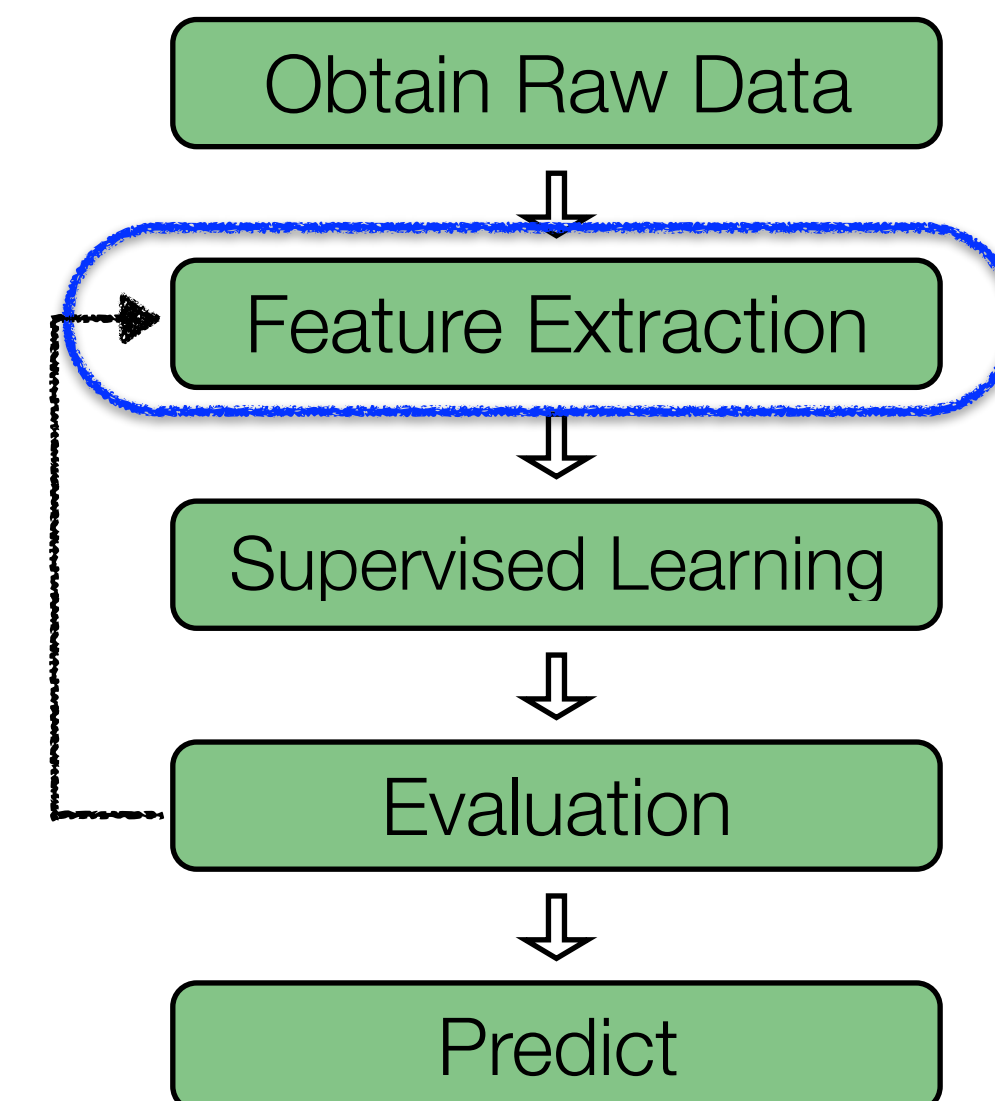 Obtain Raw Data
Feature Extraction
Supervised Learning
Evaluation
Predict